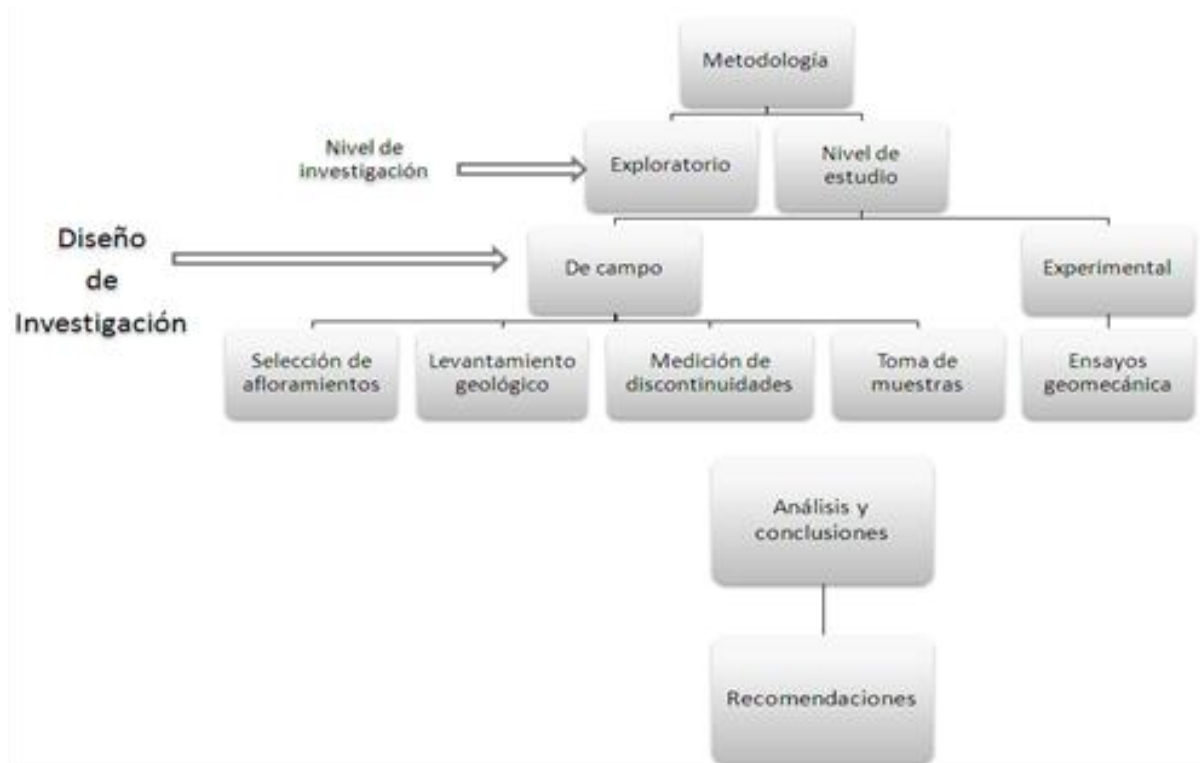 Metodología
Nivel de
investigación
Exploratorio
Nivel de
estudio
Diseño
de
Investigación
De campo
Experimental
Selección de
afloramientos
Levantamiento
geológico
Medición de
discontinuidades
Toma de
muestras
Ensayos
geomecánica
Análisis y
conclusiones
Recomendaciones